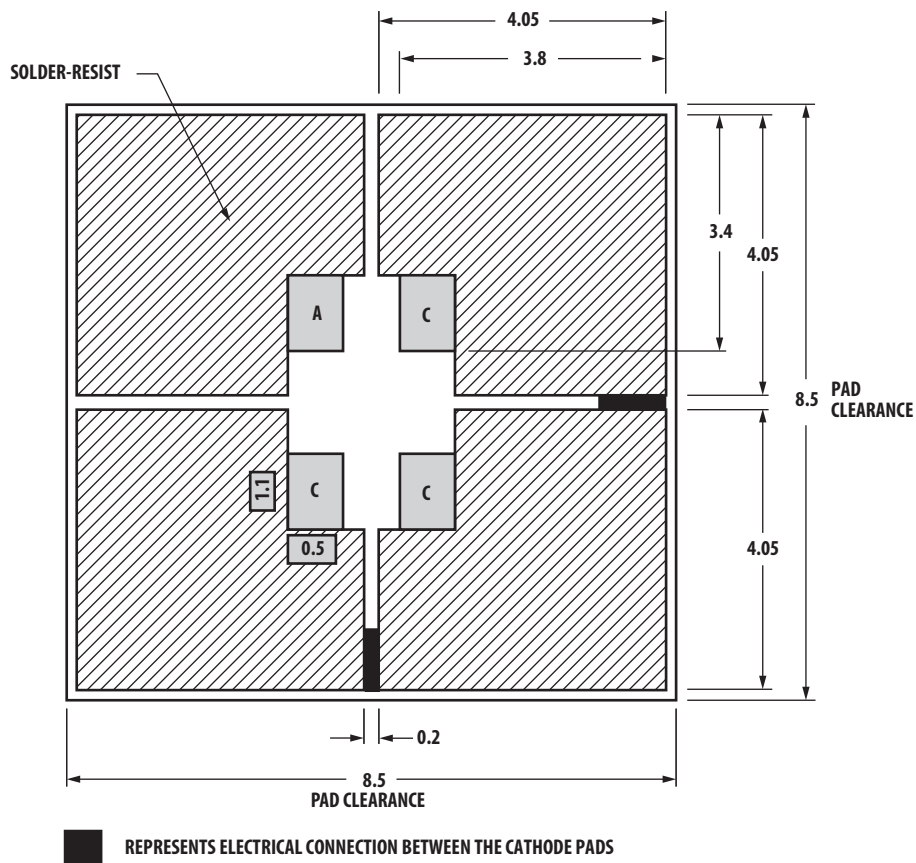 4.05
3.8
SOLDER-RESIST
3.4
4.05
A
C
8.5
PAD
CLEARANCE
C
C
1.1
0.5
4.05
0.2
8.5
PAD CLEARANCE
REPRESENTS ELECTRICAL CONNECTION BETWEEN THE CATHODE PADS